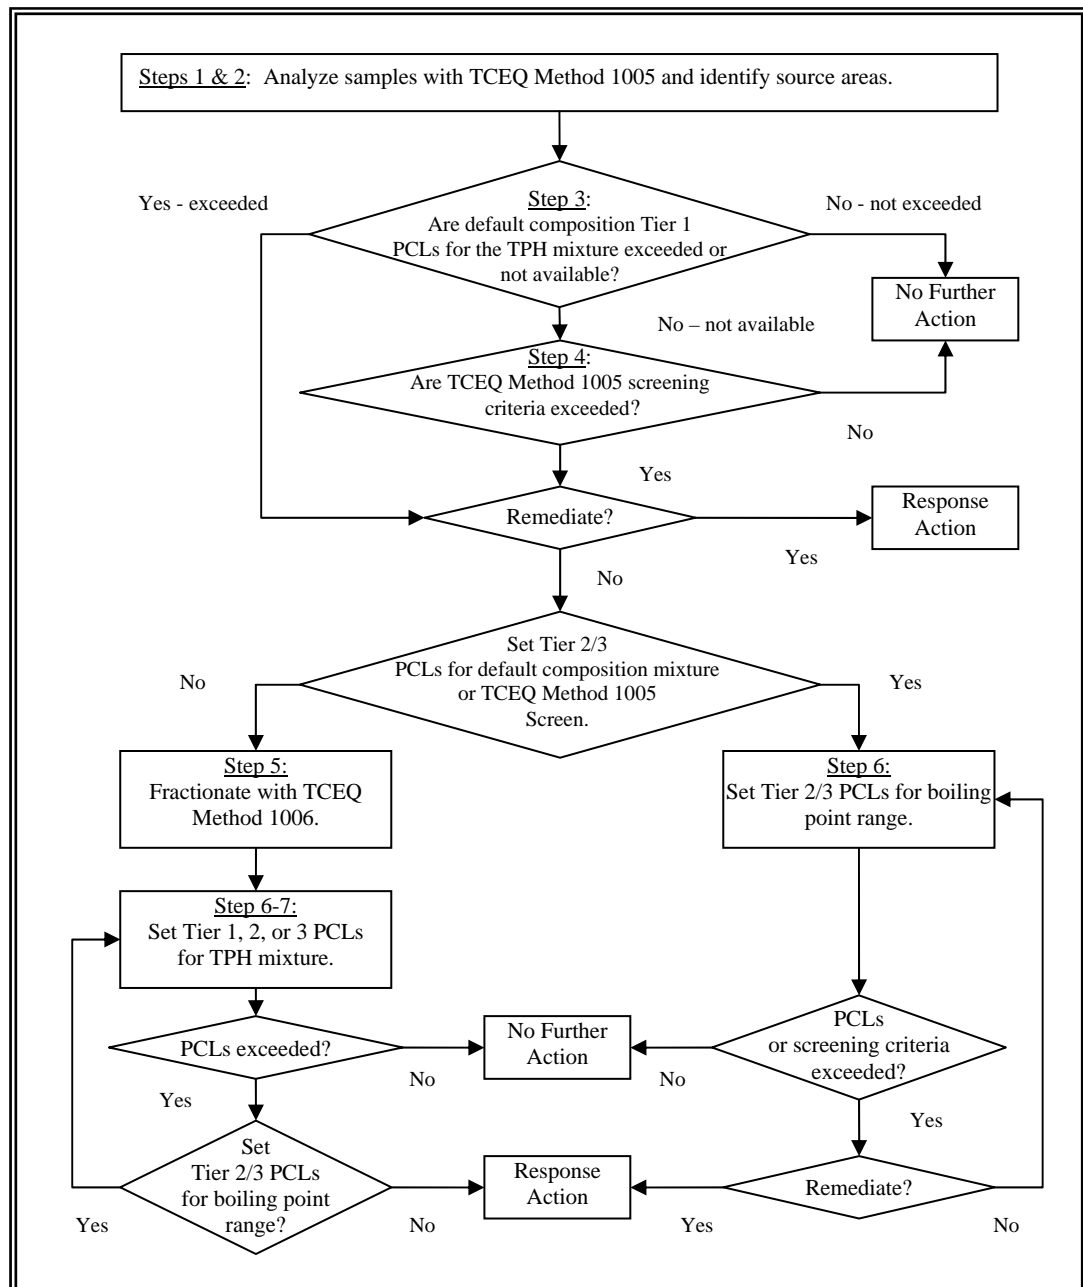 Steps 1 & 2: Analyze samples with TCEQ Method 1005 and identify source areas.
Yes - exceeded
Step 3:
Are default composition Tier 1
PCLs for the TPH mixture exceeded or
not available?
No - not exceeded
No Further
Action
No – not available
Step 4:
Are TCEQ Method 1005 screening
criteria exceeded?
No
Yes
Remediate?
Response
Action
Yes
No
Set Tier 2/3
PCLs for default composition mixture
or TCEQ Method 1005
Screen.
No
Yes
Step 5:
Fractionate with TCEQ
Method 1006.
Step 6:
Set Tier 2/3 PCLs for boiling
point range.
Step 6-7:
Set Tier 1, 2, or 3 PCLs
for TPH mixture.
PCLs exceeded?
No
Yes
No Further
Action
PCLs
or screening criteria
exceeded?
No
Yes
Set
Tier 2/3 PCLs
for boiling point
range?
Yes
No
Response
Action
Remediate?
Yes
No